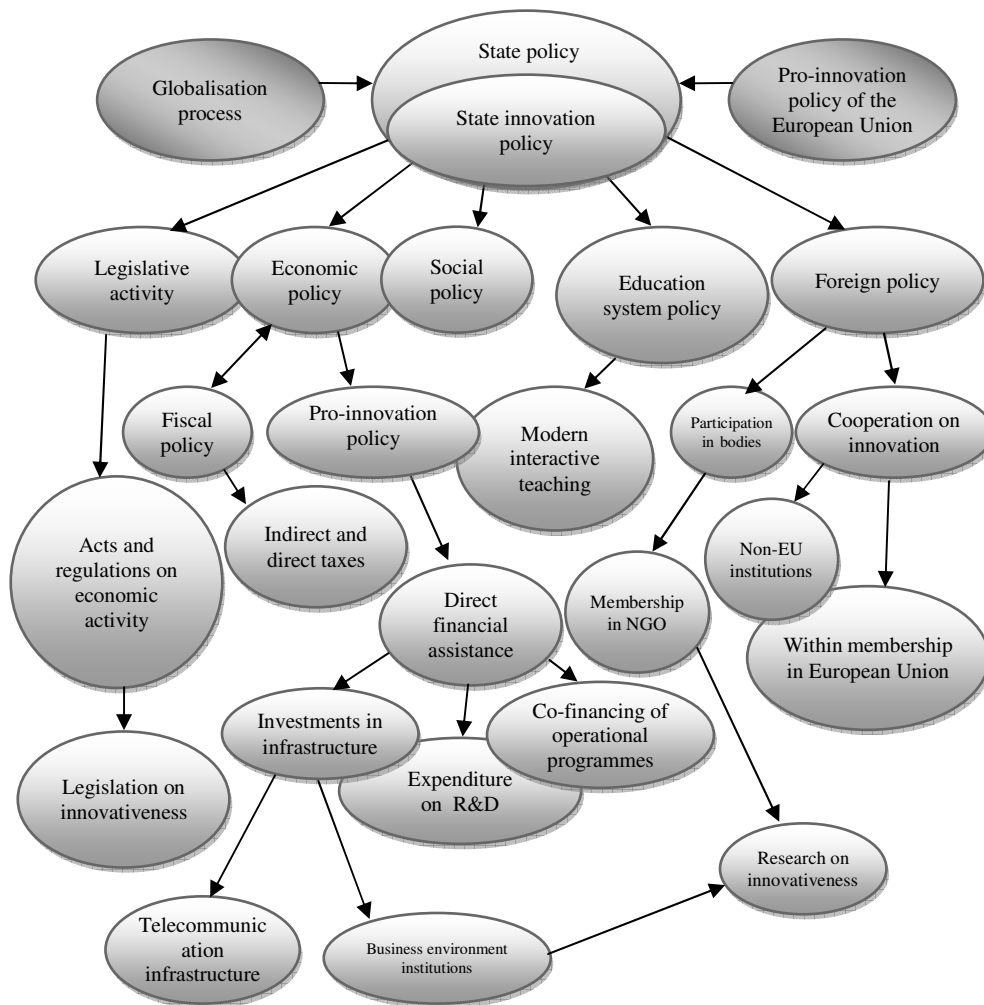 State policy
Globalisation
process
Pro-innovation
policy of the
European Union
State innovation
policy
Legislative
activity
Economic
policy
Social
policy
Education
system policy
Foreign policy
Fiscal
policy
Pro-innovation
policy
Modern
interactive
teaching
Participation
in bodies
Cooperation on
innovation
Acts and
regulations on
economic
activity
Indirect and
direct taxes
Direct
financial
assistance
Membership
in NGO
Non-EU
institutions
Within membership
in European Union
Investments in
infrastructure
Co-financing of
operational
programmes
Expenditure
on R&D
Legislation on
innovativeness
Research on
innovativeness
Telecommunic
ation
infrastructure
Business environment
institutions